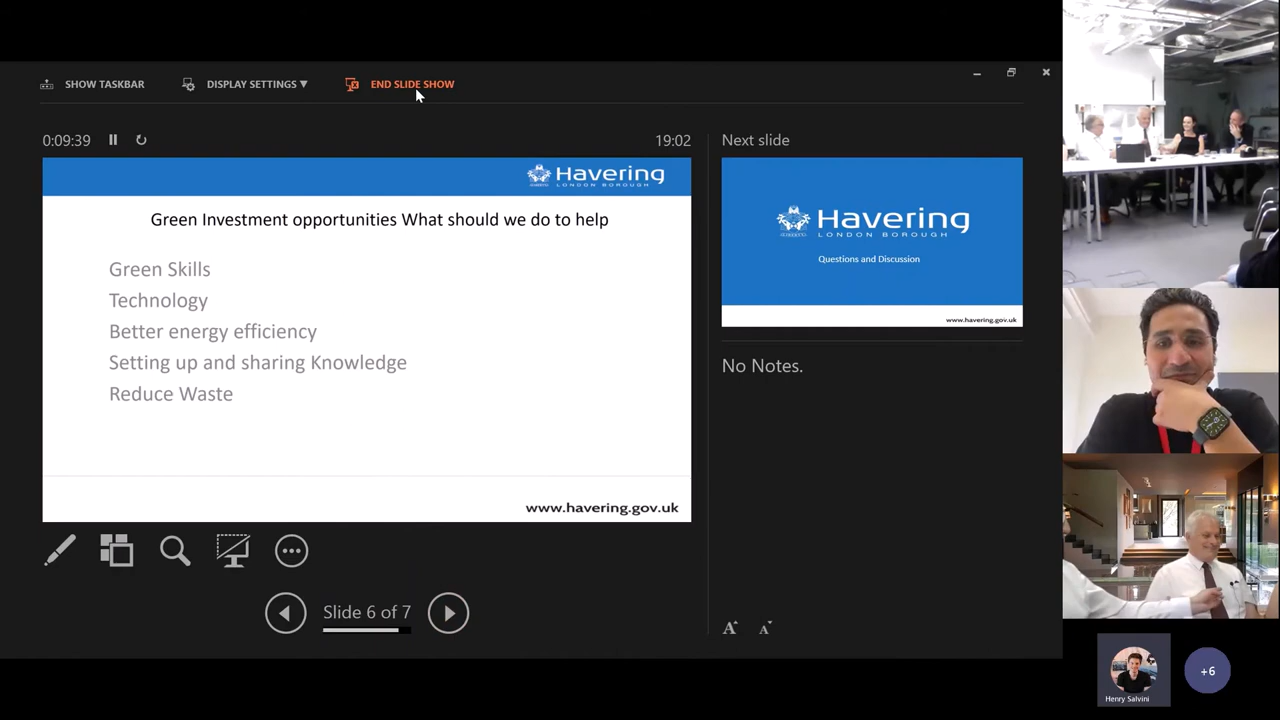 SHOW TASKBAR
DISPLAY SETTINGS ▼
END SLIDE SHOW
0:09:39
19:02
Havering
LONDON BOROUGH
Green Investment opportunities What should we do to help
Green Skills
Technology
Better energy efficiency
Setting up and sharing Knowledge
Reduce Waste
www.havering.gov.uk
Slide 6 of 7
Next slide
Havering
LONDON BOROUGH
Questions and Discussion
www.havering.gov.uk
No Notes.
A
A
Henry Salvini
+6